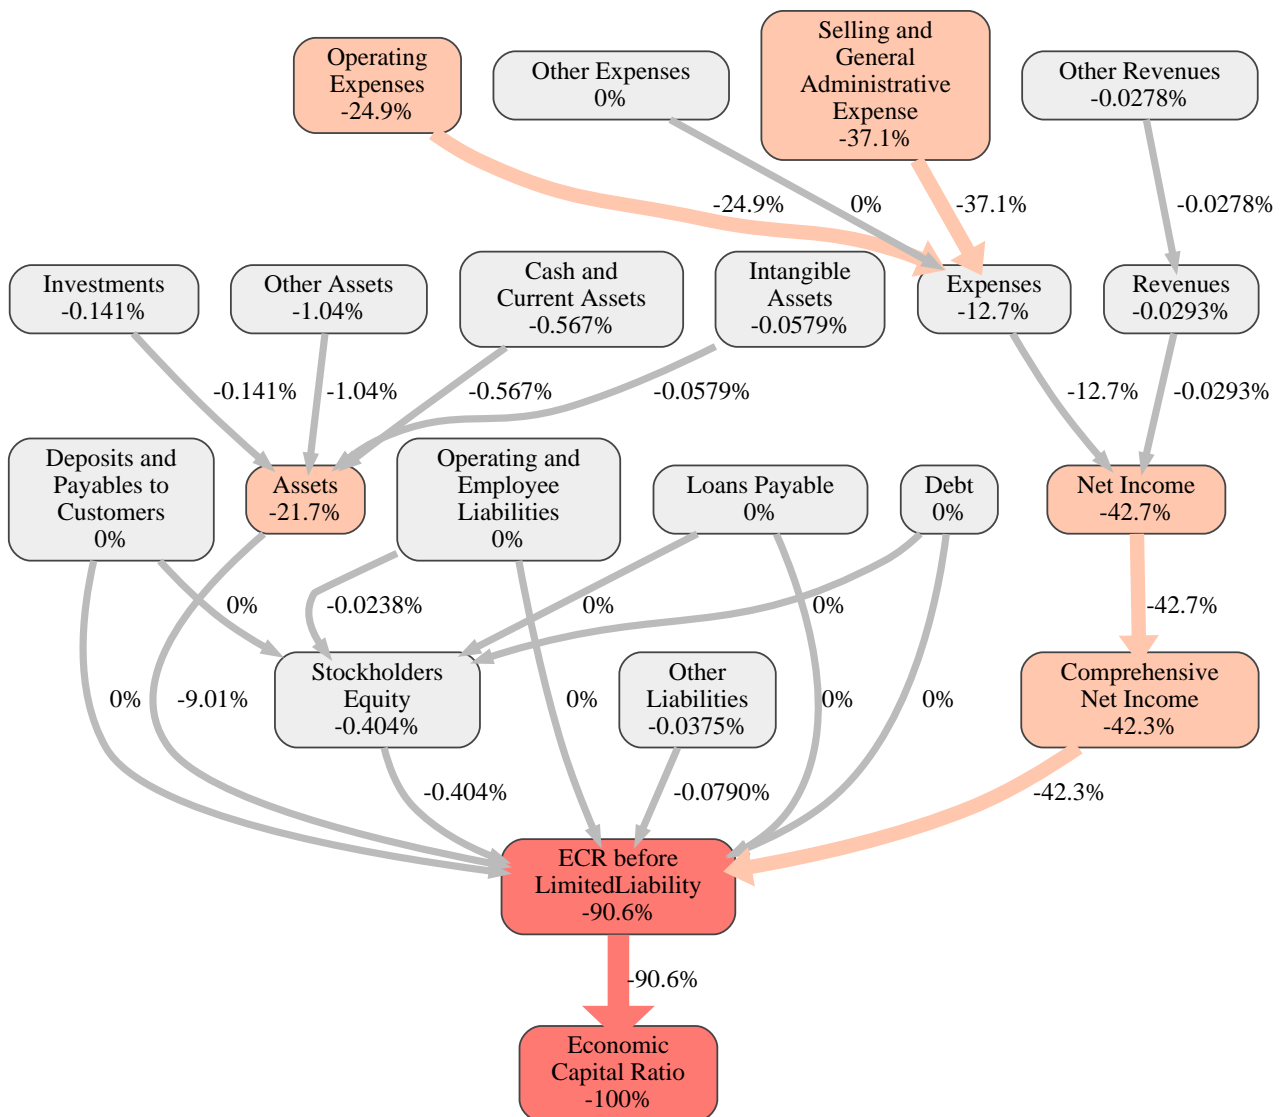 Operating
Expenses
-24.9%
Other Expenses
0%
Selling and
General
Administrative
Expense
-37.1%
Other Revenues
-0.0278%
-24.9%
0%
-37.1%
-0.0278%
Investments
-0.141%
Other Assets
-1.04%
Cash and
Current Assets
-0.567%
Intangible
Assets
-0.0579%
Expenses
-12.7%
Revenues
-0.0293%
-0.141%
-1.04%
-0.567%
-0.0579%
-12.7%
-0.0293%
Deposits and
Payables to
Customers
0%
Assets
-21.7%
Operating and
Employee
Liabilities
0%
Loans Payable
0%
Debt
0%
Net Income
-42.7%
0%
-0.0238%
0%
0%
-42.7%
Stockholders
Equity
-0.404%
Other
Liabilities
-0.0375%
Comprehensive
Net Income
-42.3%
0%
-9.01%
0%
0%
0%
-0.404%
-0.0790%
-42.3%
ECR before
LimitedLiability
-90.6%
-90.6%
Economic
Capital Ratio
-100%